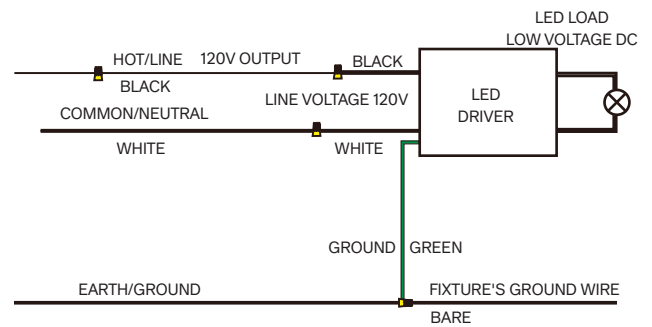 LED LOAD
LOW VOLTAGE DC
HOT/LINE 120V OUTPUT
BLACK
BLACK
LINE VOLTAGE 120V
LED
DRIVER
COMMON/NEUTRAL
WHITE
WHITE
GROUND GREEN
EARTH/GROUND
FIXTURE'S GROUND WIRE
BARE